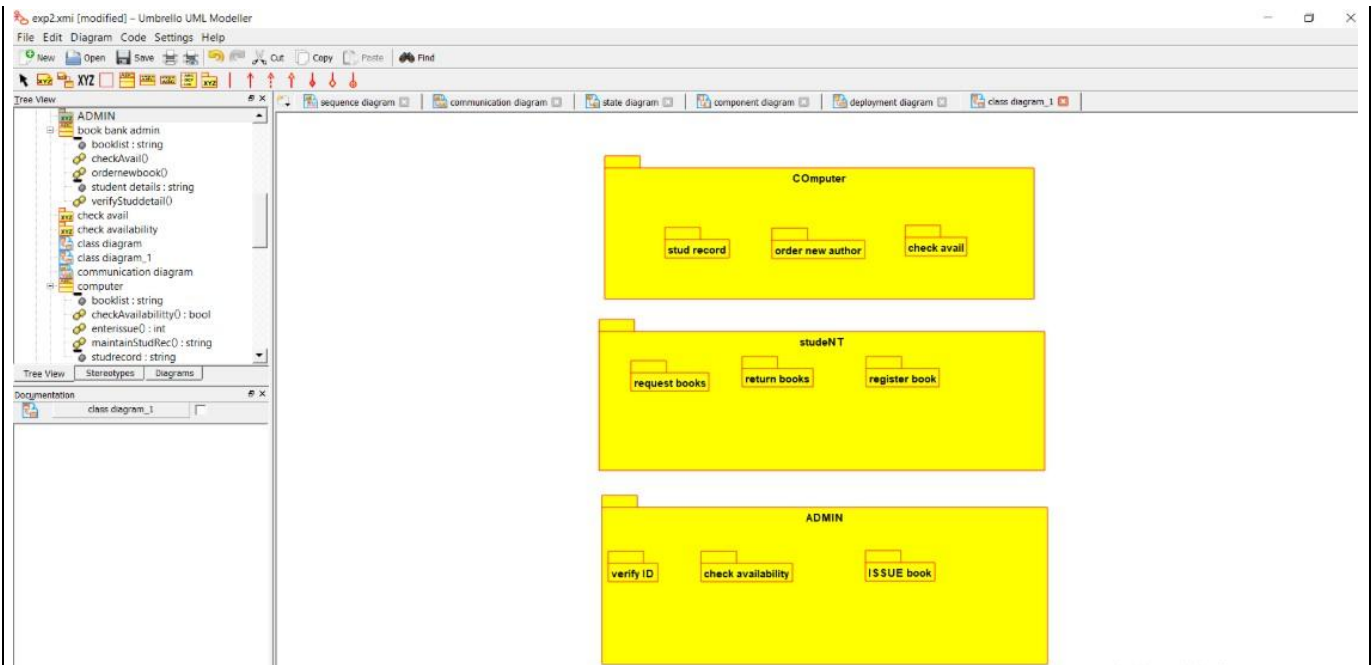 exp2.xmi [modified] – Umbrello UML Modeller
File Edit Diagram Code Settings Help
New Open Save Cut Copy Paste Find
XYZ
Tree View
sequence diagram communication diagram state diagram component diagram deployment diagram class diagram_1
ADMIN
book bank admin
booklist : string
checkAvail()
ordernewbook()
student details : string
verifyStuddetail()
check avail
check availability
class diagram
class diagram_1
communication diagram
computer
booklist : string
checkAvailabilitty() : bool
enterissue() : int
maintainStudRec() : string
studrecord : string
Tree View Stereotypes Diagrams
Documentation
class diagram_1
COmputer
stud record order new author check avail
studeNT
request books return books register book
ADMIN
verify ID check availability ISSUE book